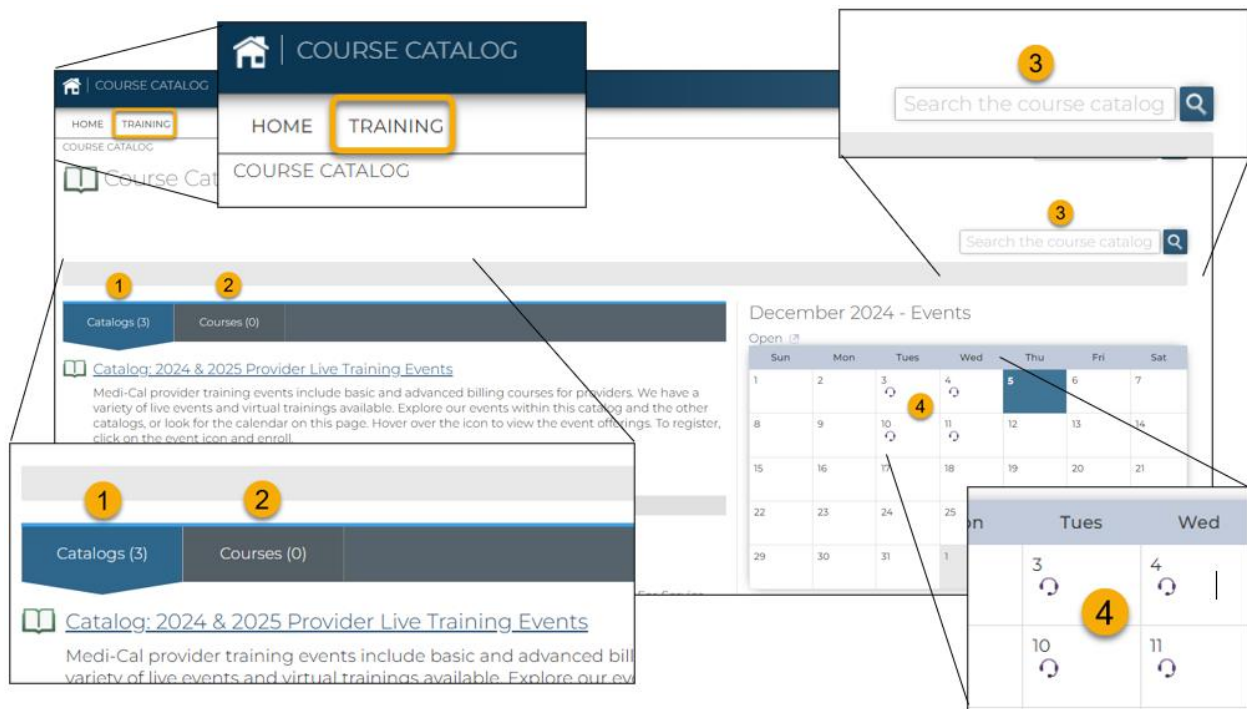 COURSE CATALOG
HOME TRAINING
COURSE CATALOG
3
Search the course catalog
COURSE CATALOG
HOME TRAINING
COURSE CATALOG
Course Cat
3
Search the course catalog
1 2
Catalogs (3) Courses (0)
Catalog: 2024 & 2025 Provider Live Training Events
Medi-Cal provider training events include basic and advanced billing courses for providers. We have a
variety of live events and virtual trainings available. Explore our events within this catalog and the other
catalogs, or look for the calendar on this page. Hover over the icon to view the event offerings. To register,
click on the event icon and enroll.
December 2024 - Events
Open
Sun Mon Tues Wed Thu Fri Sat
1 2 3 4 5 6 7
4
8 9 10 11 12 13 14
15 16 17 18 19 20 21
22 23 24 25
29 30 31 1
1 2
Catalogs (3) Courses (0)
Catalog: 2024 & 2025 Provider Live Training Events
Medi-Cal provider training events include basic and advanced bill
variety of live events and virtual trainings available. Explore our ev
on Tues Wed
3 4
4
10 11